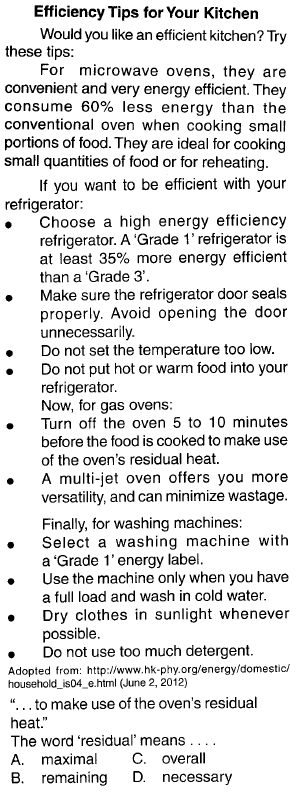 Efficiency Tips for Your Kitchen
Would you like an efficient kitchen? Try
these tips:
For microwave ovens, they are
convenient and very energy efficient. They
consume 60% less energy than the
conventional oven when cooking small
portions of food. They are ideal for cooking
small quantities of food or for reheating.
If you want to be efficient with your
refrigerator:
● Choose a high energy efficiency
refrigerator. A 'Grade 1' refrigerator is
at least 35% more energy efficient
than a 'Grade 3'.
● Make sure the refrigerator door seals
properly. Avoid opening the door
unnecessarily.
● Do not set the temperature too low.
● Do not put hot or warm food into your
refrigerator.
Now, for gas ovens:
● Turn off the oven 5 to 10 minutes
before the food is cooked to make use
of the oven's residual heat.
● A multi-jet oven offers you more
versatility, and can minimize wastage.
Finally, for washing machines:
● Select a washing machine with
a 'Grade 1' energy label.
● Use the machine only when you have
a full load and wash in cold water.
● Dry clothes in sunlight whenever
possible.
● Do not use too much detergent.
Adopted from: http://www.hk-phy.org/energy/domestic/
household_is04_e.html (June 2, 2012)
"... to make use of the oven's residual
heat."
The word 'residual' means ....
A. maximal C. overall
B. remaining D. necessary